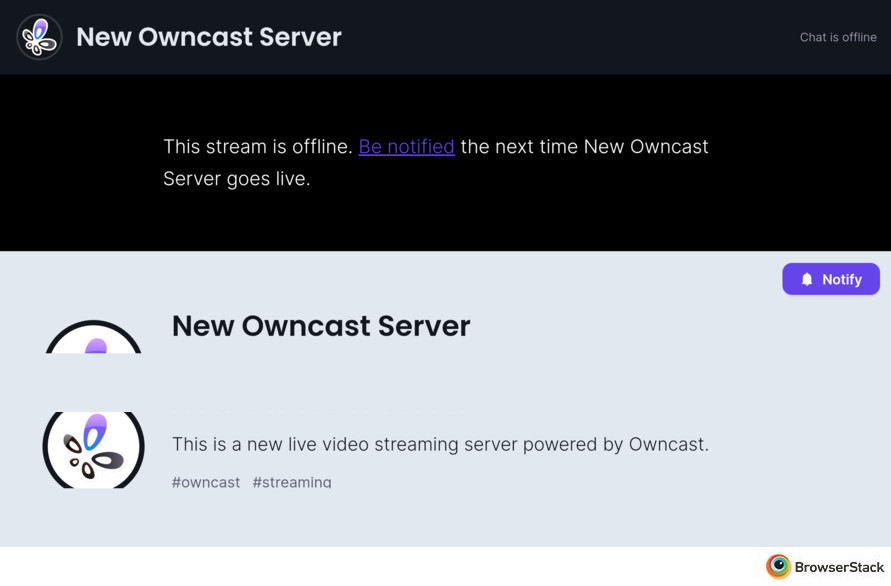 New Owncast Server
Chat is offline
This stream is offline. Be notified the next time New Owncast
Server goes live.
Notify
New Owncast Server
This is a new live video streaming server powered by Owncast.
#owncast #streaming
BrowserStack